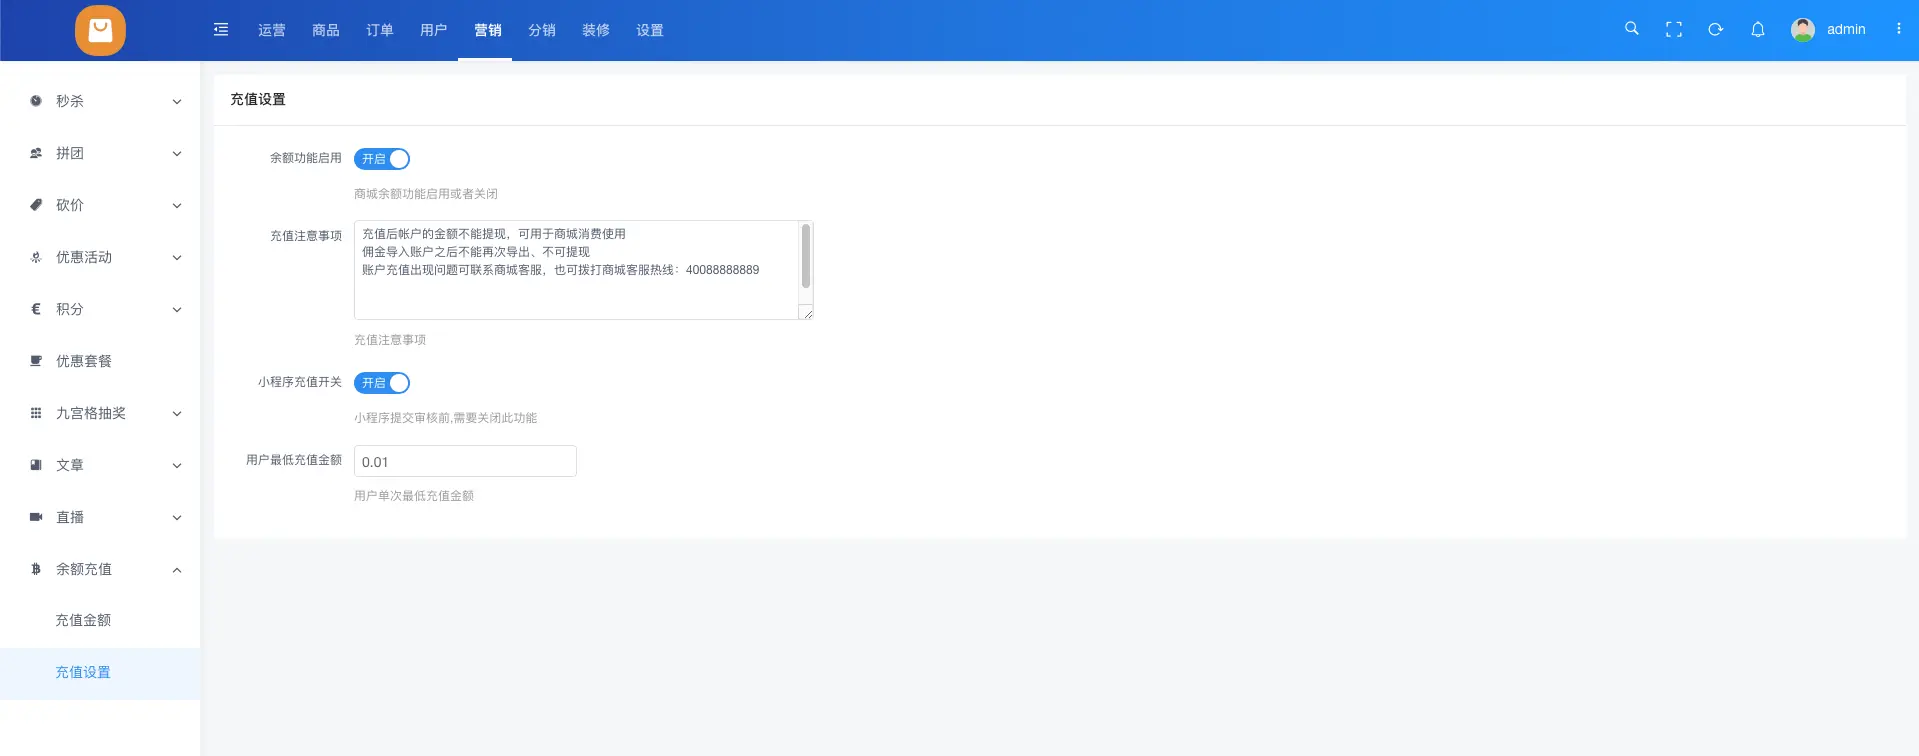 运营 商品 订单 用户 营销 分销 装修 设置 admin
秒杀
拼团
砍价
优惠活动
€ 积分
优惠套餐
九宫格抽奖
文章
直播
余额充值
充值金额
充值设置
充值设置
余额功能启用 开启
商城余额功能启用或者关闭
充值注意事项
充值后帐户的金额不能提现，可用于商城消费使用
佣金导入账户之后不能再次导出、不可提现
账户充值出现问题可联系商城客服，也可拨打商城客服热线：40088888889
充值注意事项
小程序充值开关 开启
小程序提交审核前,需要关闭此功能
用户最低充值金额 0.01
用户单次最低充值金额